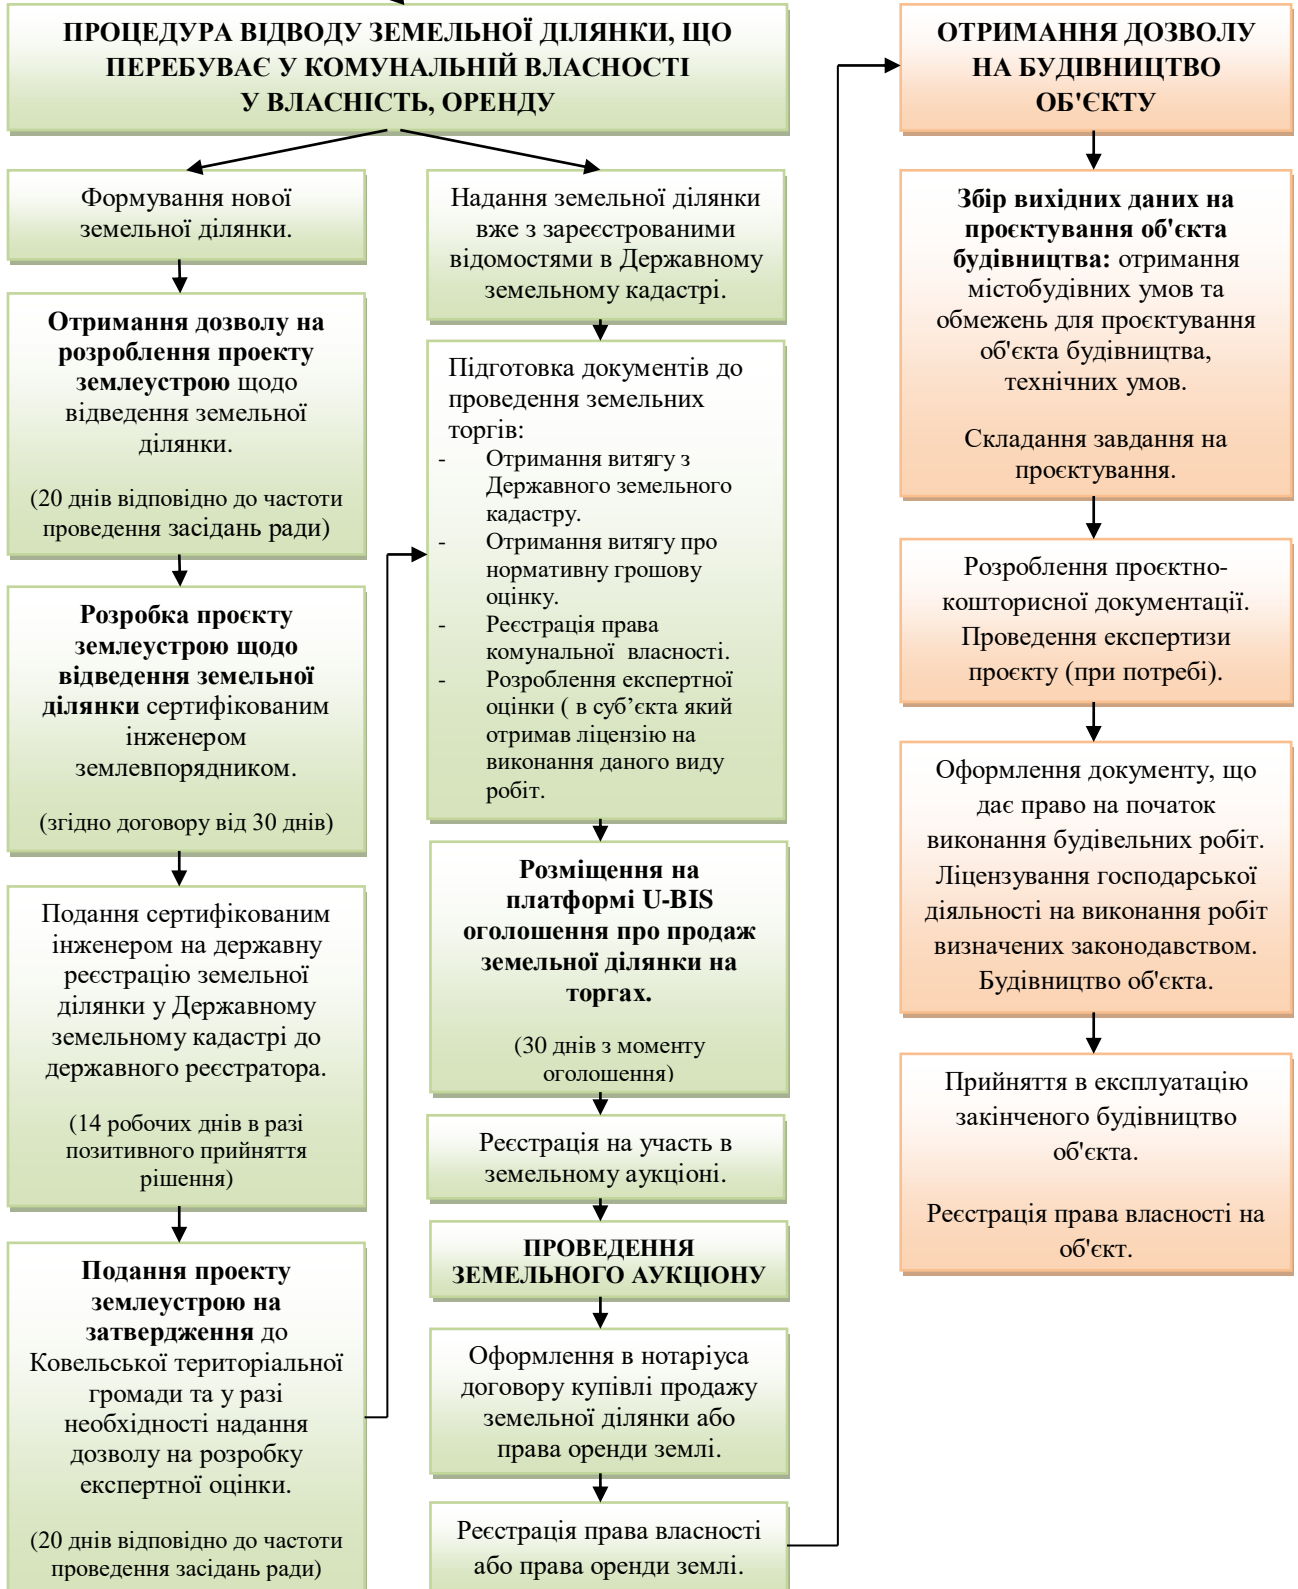 ПРОЦЕДУРА ВІДВОДУ ЗЕМЕЛЬНОЇ ДІЛЯНКИ, ЩО
ПЕРЕБУВАЄ У КОМУНАЛЬНІЙ ВЛАСНОСТІ
У ВЛАСНІСТЬ, ОРЕНДУ
Формування нової
земельної ділянки.
Отримання дозволу на
розроблення проекту
землеустрою щодо
відведення земельної
ділянки.
(20 днів відповідно до частоти
проведення засідань ради)
Розробка проєкту
землеустрою щодо
відведення земельної
ділянки сертифікованим
інженером
землевпорядником.
(згідно договору від 30 днів)
Подання сертифікованим
інженером на державну
реєстрацію земельної
ділянки у Державному
земельному кадастрі до
державного реєстратора.
(14 робочих днів в разі
позитивного прийняття
рішення)
Подання проекту
землеустрою на
затвердження до
Ковельської територіальної
громади та у разі
необхідності надання
дозволу на розробку
експертної оцінки.
(20 днів відповідно до частоти
проведення засідань ради)
Надання земельної ділянки
вже з зареєстрованими
відомостями в Державному
земельному кадастрі.
Підготовка документів до
проведення земельних
торгів:
- Отримання витягу з
Державного земельного
кадастру.
- Отримання витягу про
нормативну грошову
оцінку.
- Реєстрація права
комунальної власності.
- Розроблення експертної
оцінки ( в суб’єкта який
отримав ліцензію на
виконання даного виду
робіт.
Розміщення на
платформі U-BIS
оголошення про продаж
земельної ділянки на
торгах.
(30 днів з моменту
оголошення)
Реєстрація на участь в
земельному аукціоні.
ПРОВЕДЕННЯ
ЗЕМЕЛЬНОГО АУКЦІОНУ
Оформлення в нотаріуса
договору купівлі продажу
земельної ділянки або
права оренди землі.
Реєстрація права власності
або права оренди землі.
ОТРИМАННЯ ДОЗВОЛУ
НА БУДІВНИЦТВО
ОБ'ЄКТУ
Збір вихідних даних на
проєктування об'єкта
будівництва: отримання
містобудівних умов та
обмежень для проєктування
об'єкта будівництва,
технічних умов.
Складання завдання на
проєктування.
Розроблення проєктно-
кошторисної документації.
Проведення експертизи
проєкту (при потребі).
Оформлення документу, що
дає право на початок
виконання будівельних робіт.
Ліцензування господарської
діяльності на виконання робіт
визначених законодавством.
Будівництво об'єкта.
Прийняття в експлуатацію
закінченого будівництво
об'єкта.
Реєстрація права власності на
об'єкт.